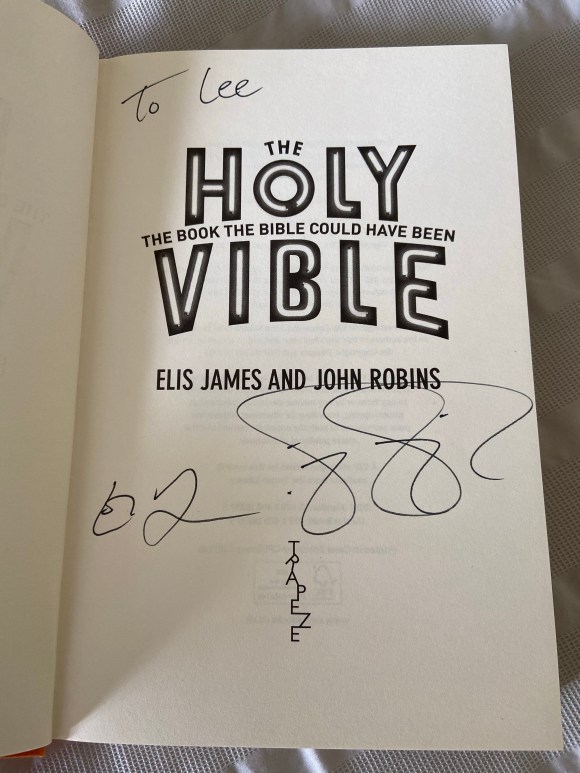 To Lee
THE
HOLY
THE BOOK THE BIBLE COULD HAVE BEEN
VIBLE
ELIS JAMES AND JOHN ROBINS
TRAPEZE